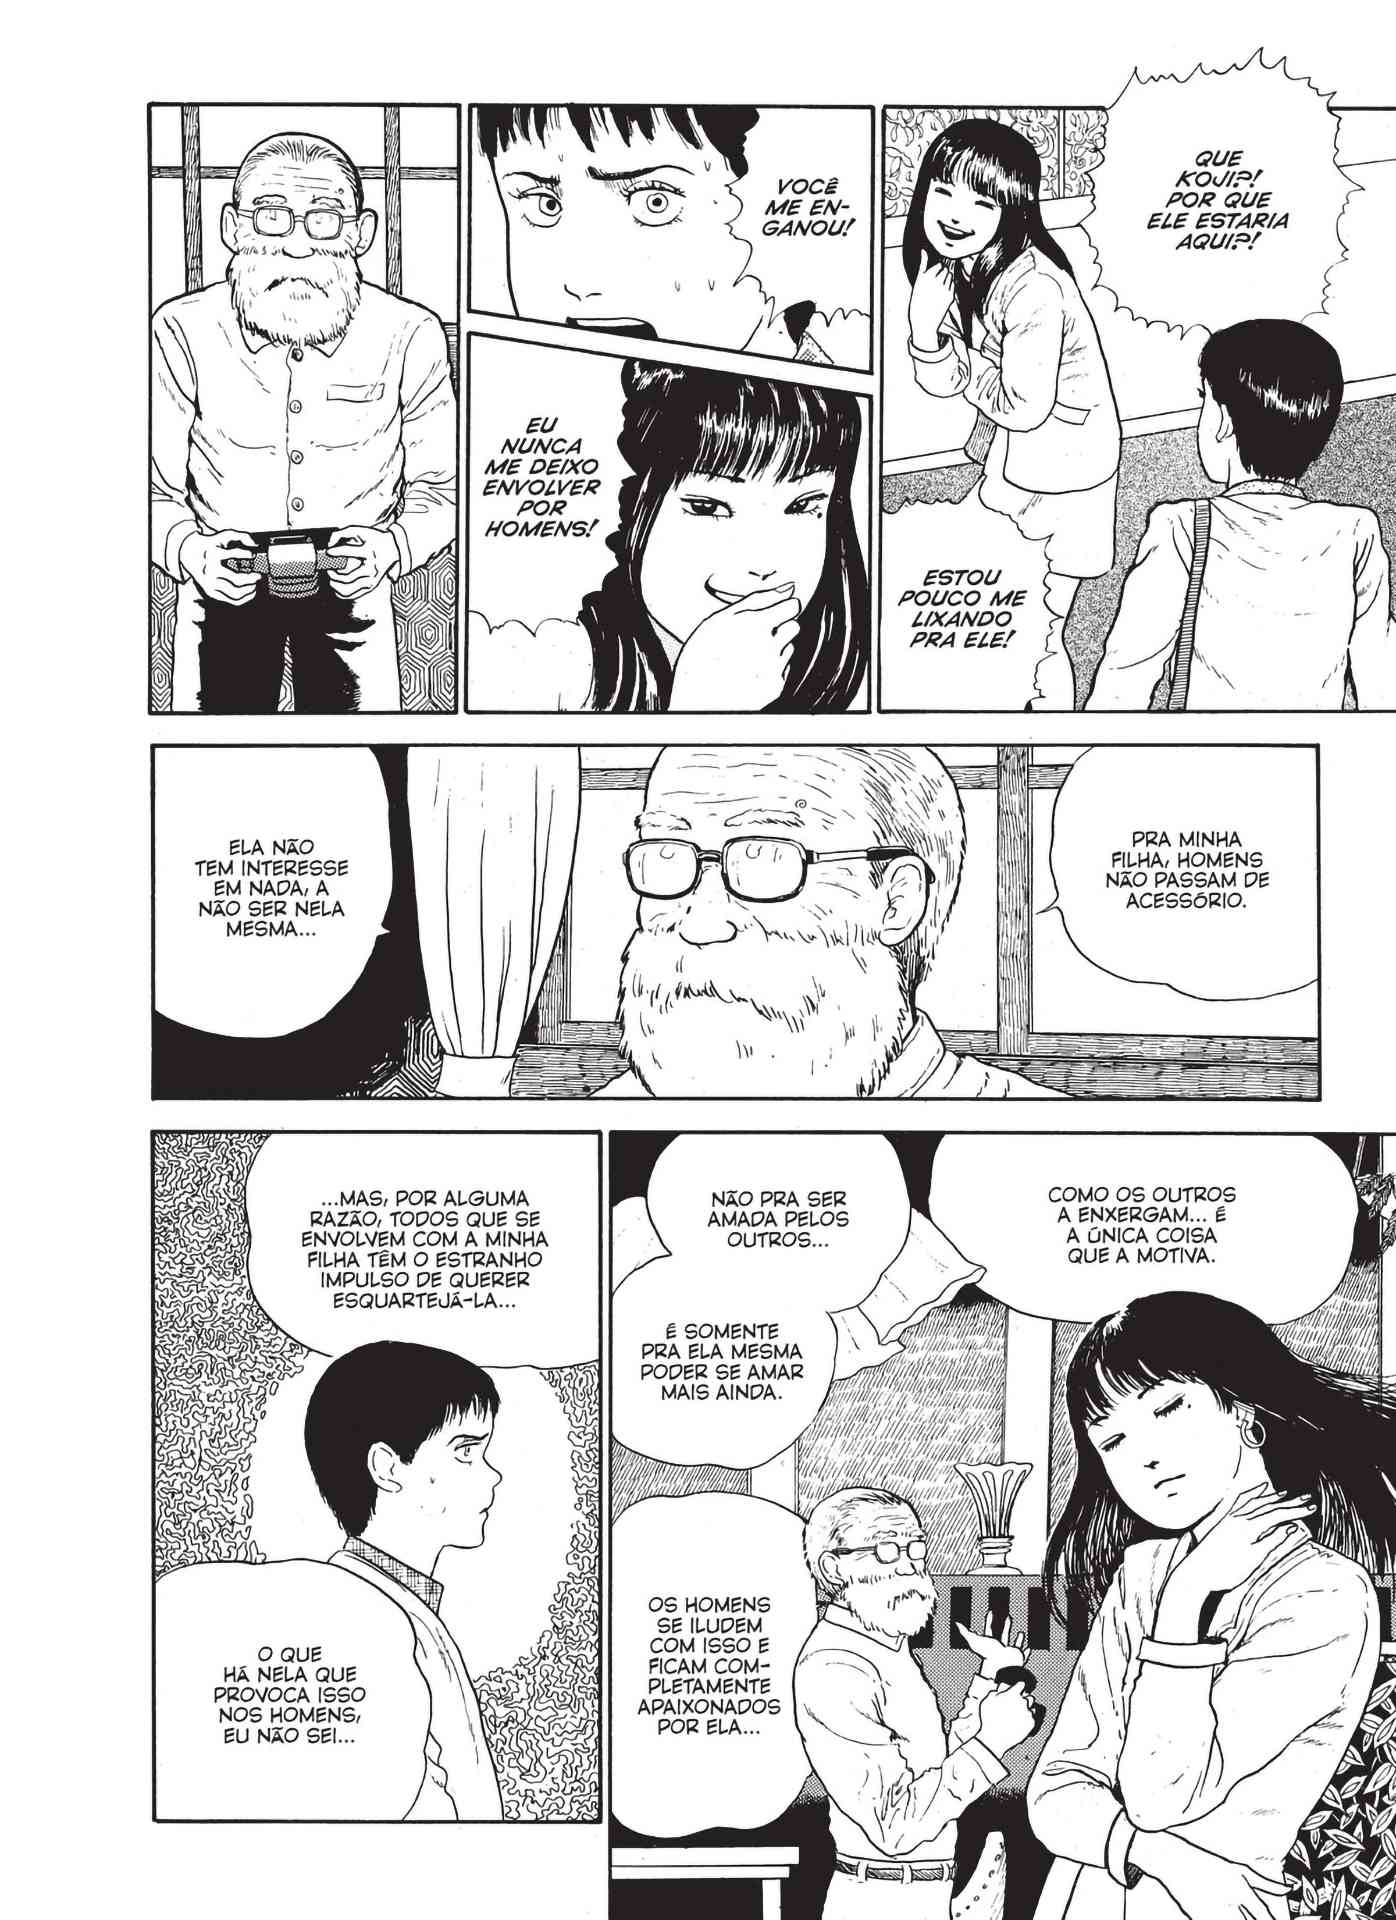 QUE
KOJI?!
POR QUE
ELE ESTARIA
AQUI?!
ESTOU
POUCO ME
LIXANDO
PRA ELE!
VOCÊ
ME EN-
GANOU!
EU
NUNCA
ME DEIXO
ENVOLVER
POR
HOMENS!
PRA MINHA
FILHA, HOMENS
NÃO PASSAM DE
ACESSÓRIO.
ELA NÃO
TEM INTERESSE
EM NADA, A
NÃO SER NELA
MESMA...
COMO OS OUTROS
A ENXERGAM... É
A ÚNICA COISA
QUE A MOTIVA.
NÃO PRA SER
AMADA PELOS
OUTROS...
É SOMENTE
PRA ELA MESMA
PODER SE AMAR
MAIS AINDA.
OS HOMENS
SE ILUDEM
COM ISSO E
FICAM COM-
PLETAMENTE
APAIXONADOS
POR ELA...
...MAS, POR ALGUMA
RAZÃO, TODOS QUE SE
ENVOLVEM COM A MINHA
FILHA TÊM O ESTRANHO
IMPULSO DE QUERER
ESQUARTEJÁ-LA...
O QUE
HÁ NELA QUE
PROVOCA ISSO
NOS HOMENS,
EU NÃO SEI...